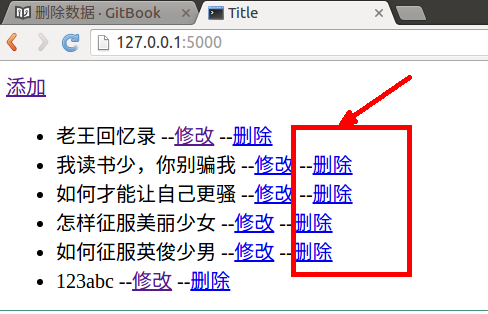 删除数据 · GitBook
Title
127.0.0.1:5000
添加
老王回忆录 --修改 --删除
我读书少，你别骗我 --修改 --删除
如何才能让自己更骚 --修改 --删除
怎样征服美丽少女 --修改 --删除
如何征服英俊少男 --修改 --删除
123abc --修改 --删除